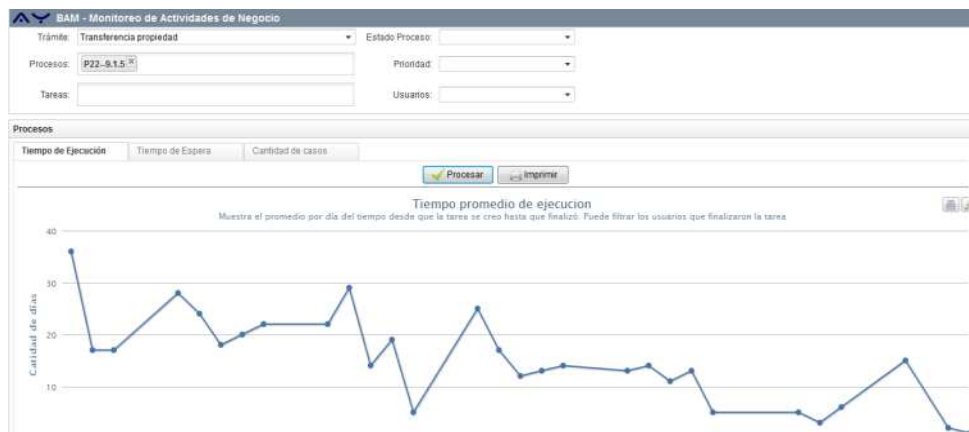 BAM - Monitoreo de Actividades de Negocio
Trámite: Transferencia propiedad Estado Proceso:
Procesos: P22--9.1.5 x Prioridad:
Tareas: Usuarios:
Procesos
Tiempo de Ejecución Tiempo de Espera Cantidad de casos
Procesar Imprimir
Tiempo promedio de ejecucion
Muestra el promedio por día del tiempo desde que la tarea se creo hasta que finalizó. Puede filtrar los usuarios que finalizaron la tarea
40
30
20
10
Catidad de días